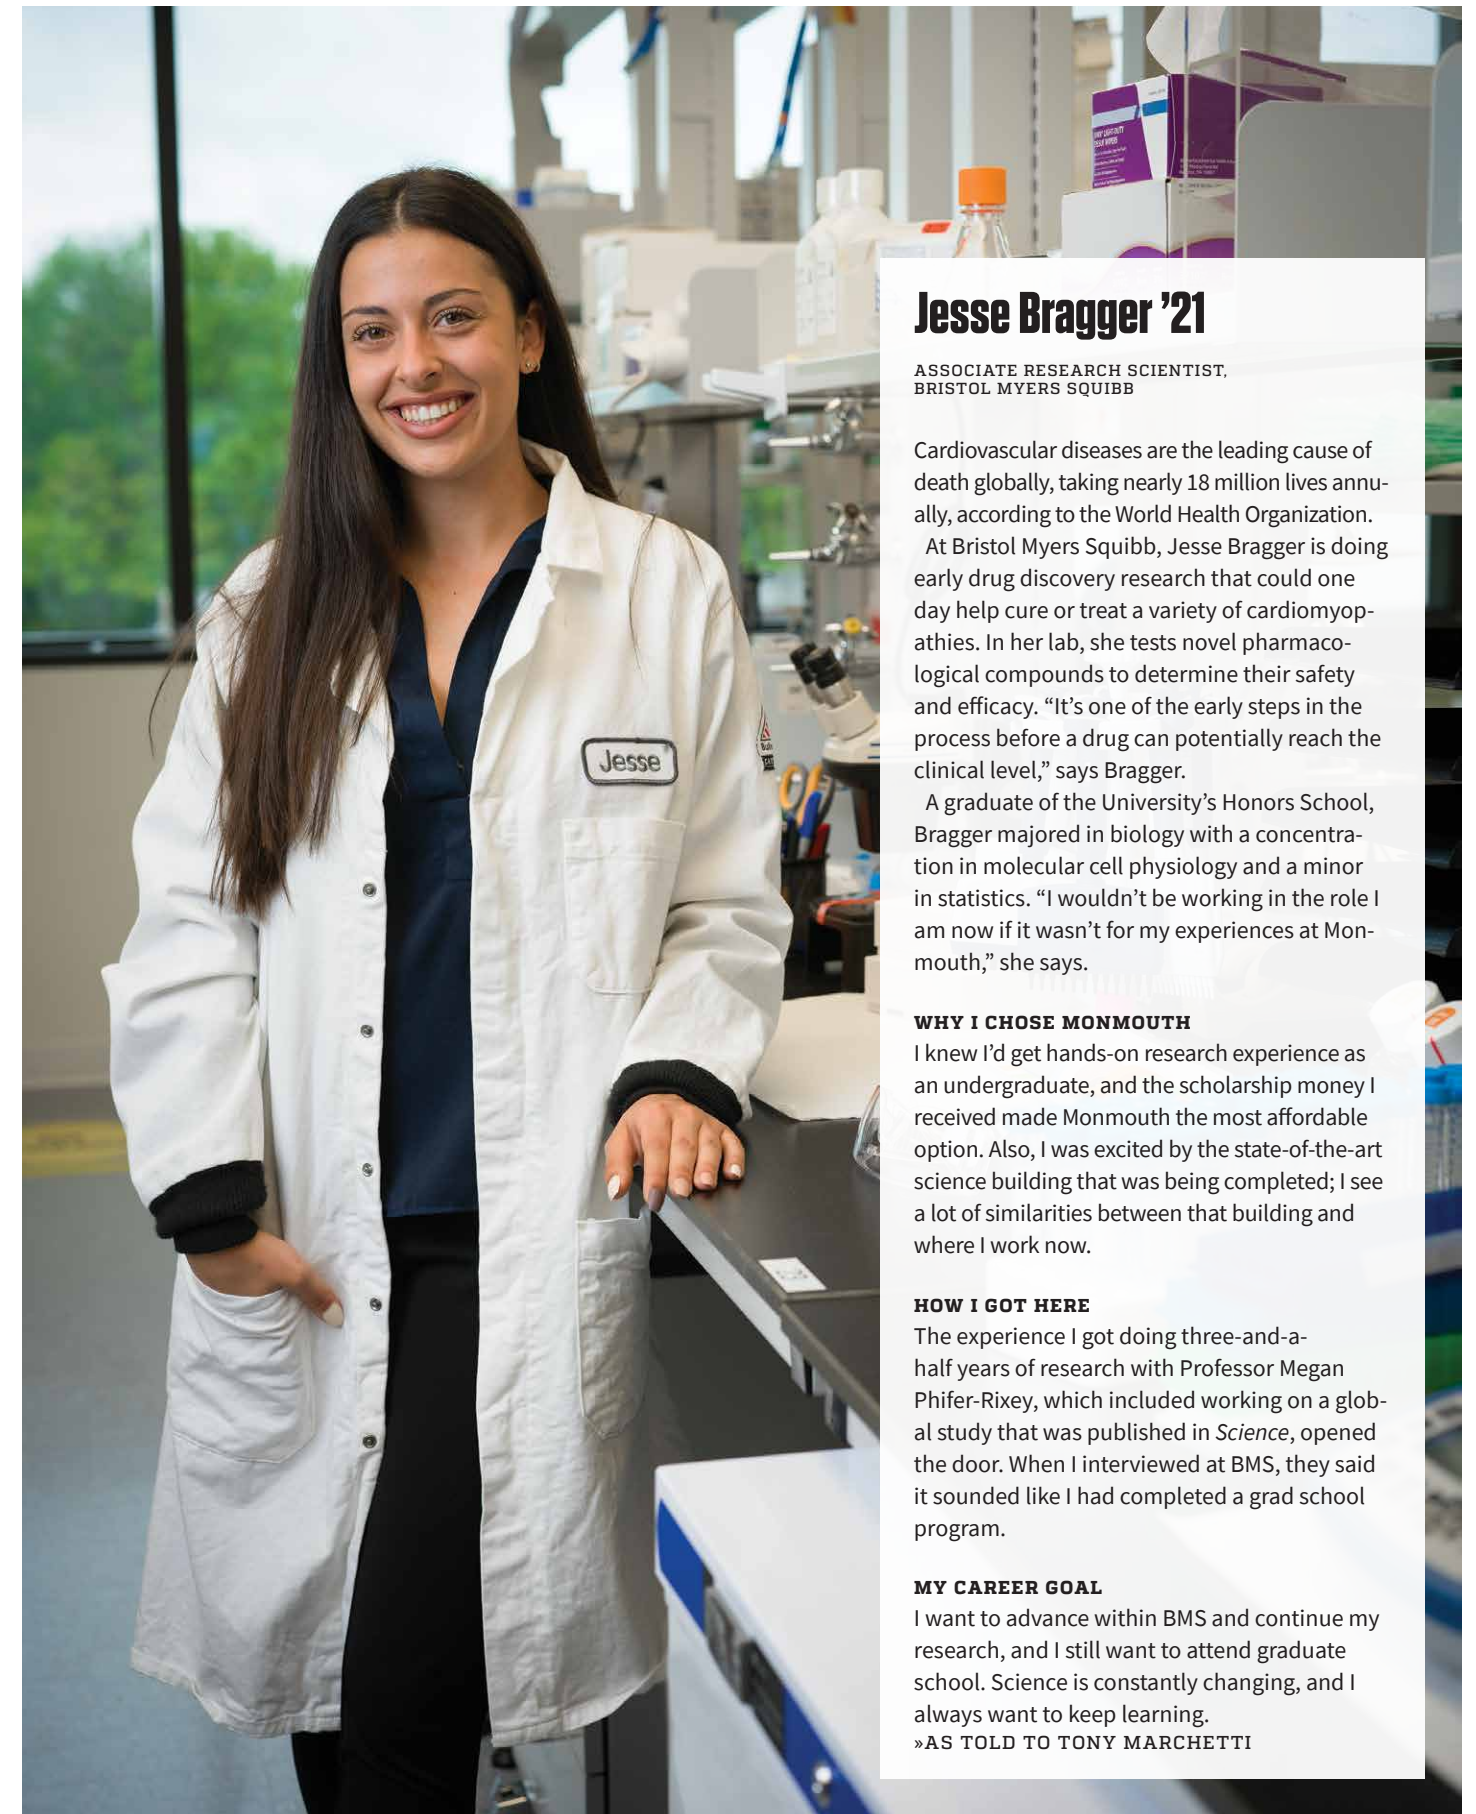 Jesse Bragger ’21
ASSOCIATE RESEARCH SCIENTIST,
BRISTOL MYERS SQUIBB
Cardiovascular diseases are the leading cause of
death globally, taking nearly 18 million lives annu-
ally, according to the World Health Organization.
At Bristol Myers Squibb, Jesse Bragger is doing
early drug discovery research that could one
day help cure or treat a variety of cardiomyop-
athies. In her lab, she tests novel pharmaco-
logical compounds to determine their safety
and efficacy. “It’s one of the early steps in the
process before a drug can potentially reach the
clinical level,” says Bragger.
A graduate of the University’s Honors School,
Bragger majored in biology with a concentra-
tion in molecular cell physiology and a minor
in statistics. “I wouldn’t be working in the role I
am now if it wasn’t for my experiences at Mon-
mouth,” she says.
WHY I CHOSE MONMOUTH
I knew I’d get hands-on research experience as
an undergraduate, and the scholarship money I
received made Monmouth the most affordable
option. Also, I was excited by the state-of-the-art
science building that was being completed; I see
a lot of similarities between that building and
where I work now.
HOW I GOT HERE
The experience I got doing three-and-a-
half years of research with Professor Megan
Phifer-Rixey, which included working on a glob-
al study that was published in Science, opened
the door. When I interviewed at BMS, they said
it sounded like I had completed a grad school
program.
MY CAREER GOAL
I want to advance within BMS and continue my
research, and I still want to attend graduate
school. Science is constantly changing, and I
always want to keep learning.
»AS TOLD TO TONY MARCHETTI
Jesse